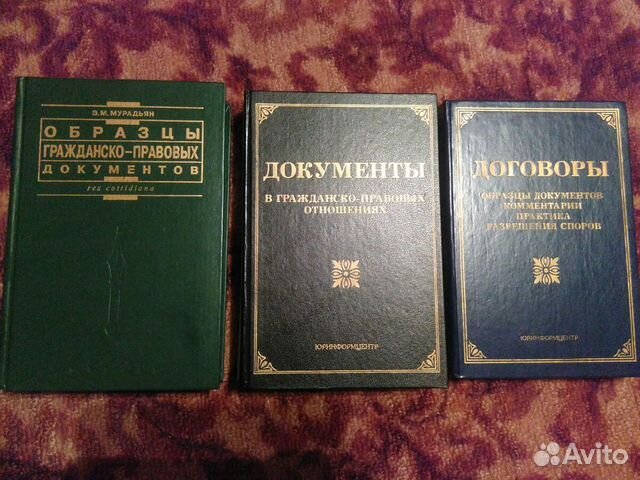 Э.М.МУРАДЬЯН
ОБРАЗЦЫ
ГРАЖДАНСКО-ПРАВОВЫХ
ДОКУМЕНТОВ
res cottidiana
ДОКУМЕНТЫ
В ГРАЖДАНСКО-ПРАВОВЫХ
ОТНОШЕНИЯХ
ЮРИНФОРМЦЕНТР
ДОГОВОРЫ
ОБРАЗЦЫ ДОКУМЕНТОВ
КОММЕНТАРИИ
ПРАКТИКА
РАЗРЕШЕНИЯ СПОРОВ
ЮРИНФОРМЦЕНТР
Avito